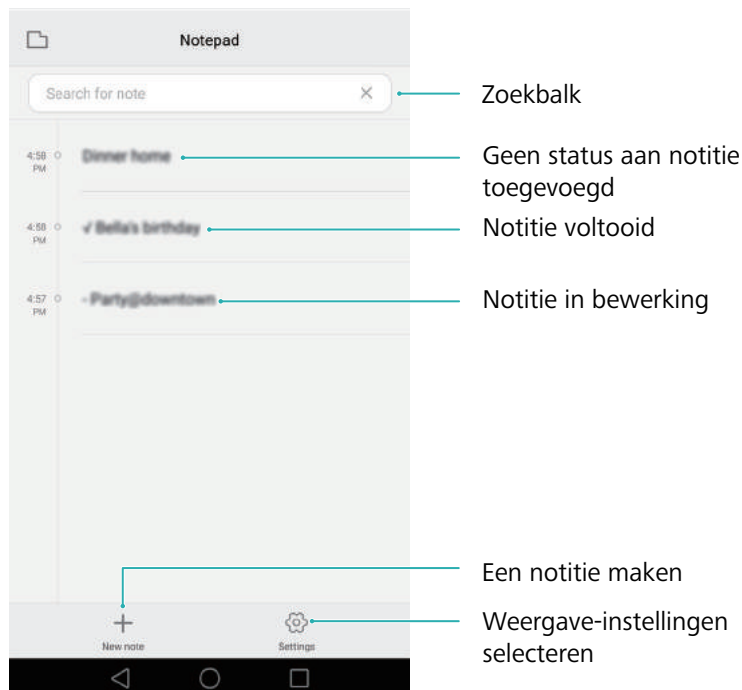 Notepad
Search for note
Zoekbalk
4:58
PM
Dinner home
Geen status aan notitie
toegevoegd
4:58
PM
√ Bella's birthday
Notitie voltooid
4:57
PM
- Party@downtown
Notitie in bewerking
Een notitie maken
New note
Settings
Weergave-instellingen
selecteren